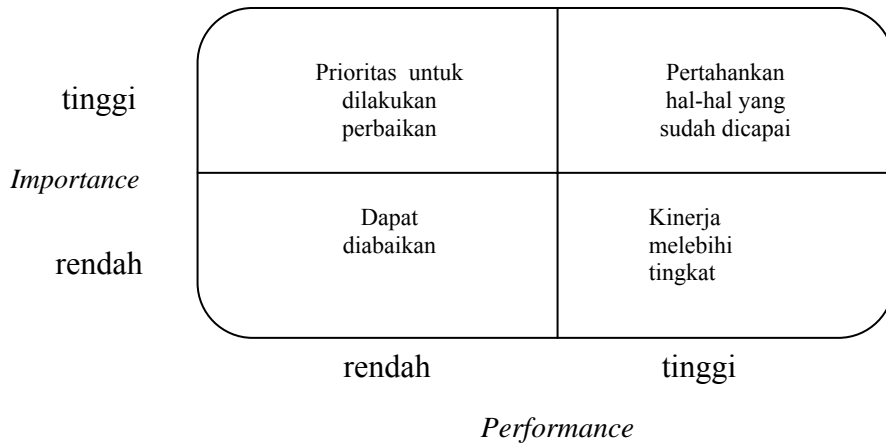 Prioritas untuk
dilakukan
perbaikan
Pertahankan
hal-hal yang
sudah dicapai
tinggi
Importance
Dapat
diabaikan
Kinerja
melebihi
tingkat
rendah
rendah
tinggi
Performance